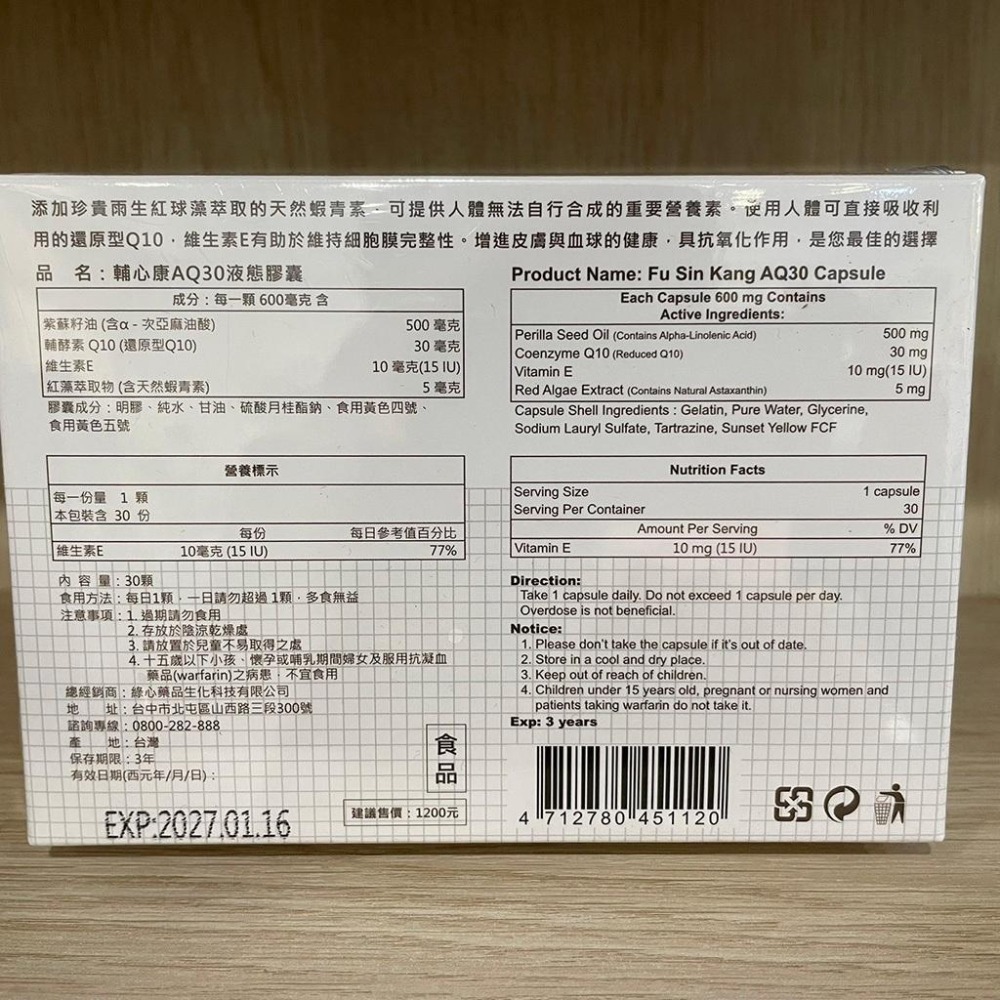 添加珍貴雨生紅球藻萃取的天然蝦青素，可提供人體無法自行合成的重要營養素。使用人體可直接吸收利
用的還原型Q10，維生素E有助於維持細胞膜完整性。增進皮膚與血球的健康，具抗氧化作用，是您最佳的選擇
品　名：輔心康AQ30液態膠囊
成分：每一顆 600毫克 含
紫蘇籽油 (含α - 次亞麻油酸) 500 毫克
輔酵素 Q10 (還原型Q10) 30 毫克
維生素E 10 毫克(15 IU)
紅藻萃取物 (含天然蝦青素) 5 毫克
膠囊成分：明膠、純水、甘油、硫酸月桂酯鈉、食用黃色四號、
食用黃色五號
營養標示
每一份量 1 顆
本包裝含 30 份
每份 每日參考值百分比
維生素E 10毫克 (15 IU) 77%
內 容 量：30顆
食用方法：每日1顆，一日請勿超過 1顆，多食無益
注意事項：1. 過期請勿食用
2. 存放於陰涼乾燥處
3. 請放置於兒童不易取得之處
4. 十五歲以下小孩、懷孕或哺乳期間婦女及服用抗凝血
藥品(warfarin)之病患，不宜食用
總經銷商：綠心藥品生化科技有限公司
地　　址：台中市北屯區山西路三段300號
諮詢專線：0800-282-888
產　　地：台灣
保存期限：3年
有效日期(西元年/月/日)：
EXP:2027.01.16
食品
建議售價：1200元
Product Name: Fu Sin Kang AQ30 Capsule
Each Capsule 600 mg Contains
Active Ingredients:
Perilla Seed Oil (Contains Alpha-Linolenic Acid) 500 mg
Coenzyme Q10 (Reduced Q10) 30 mg
Vitamin E 10 mg(15 IU)
Red Algae Extract (Contains Natural Astaxanthin) 5 mg
Capsule Shell Ingredients : Gelatin, Pure Water, Glycerine,
Sodium Lauryl Sulfate, Tartrazine, Sunset Yellow FCF
Nutrition Facts
Serving Size 1 capsule
Serving Per Container 30
Amount Per Serving % DV
Vitamin E 10 mg (15 IU) 77%
Direction:
Take 1 capsule daily. Do not exceed 1 capsule per day.
Overdose is not beneficial.
Notice:
1. Please don't take the capsule if it's out of date.
2. Store in a cool and dry place.
3. Keep out of reach of children.
4. Children under 15 years old, pregnant or nursing women and
patients taking warfarin do not take it.
Exp: 3 years
4 712780 451120